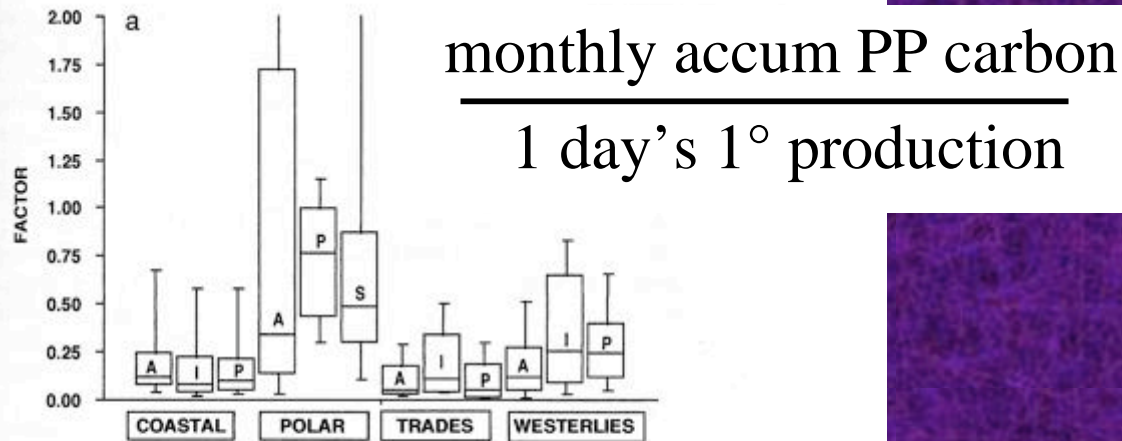 2.00
1.75
1.50
1.25
1.00
0.75
0.50
0.25
0.00
FACTOR
a
monthly accum PP carbon
1 day’s 1° production
A I P
A P S
A I P
A I P
COASTAL POLAR TRADES WESTERLIES